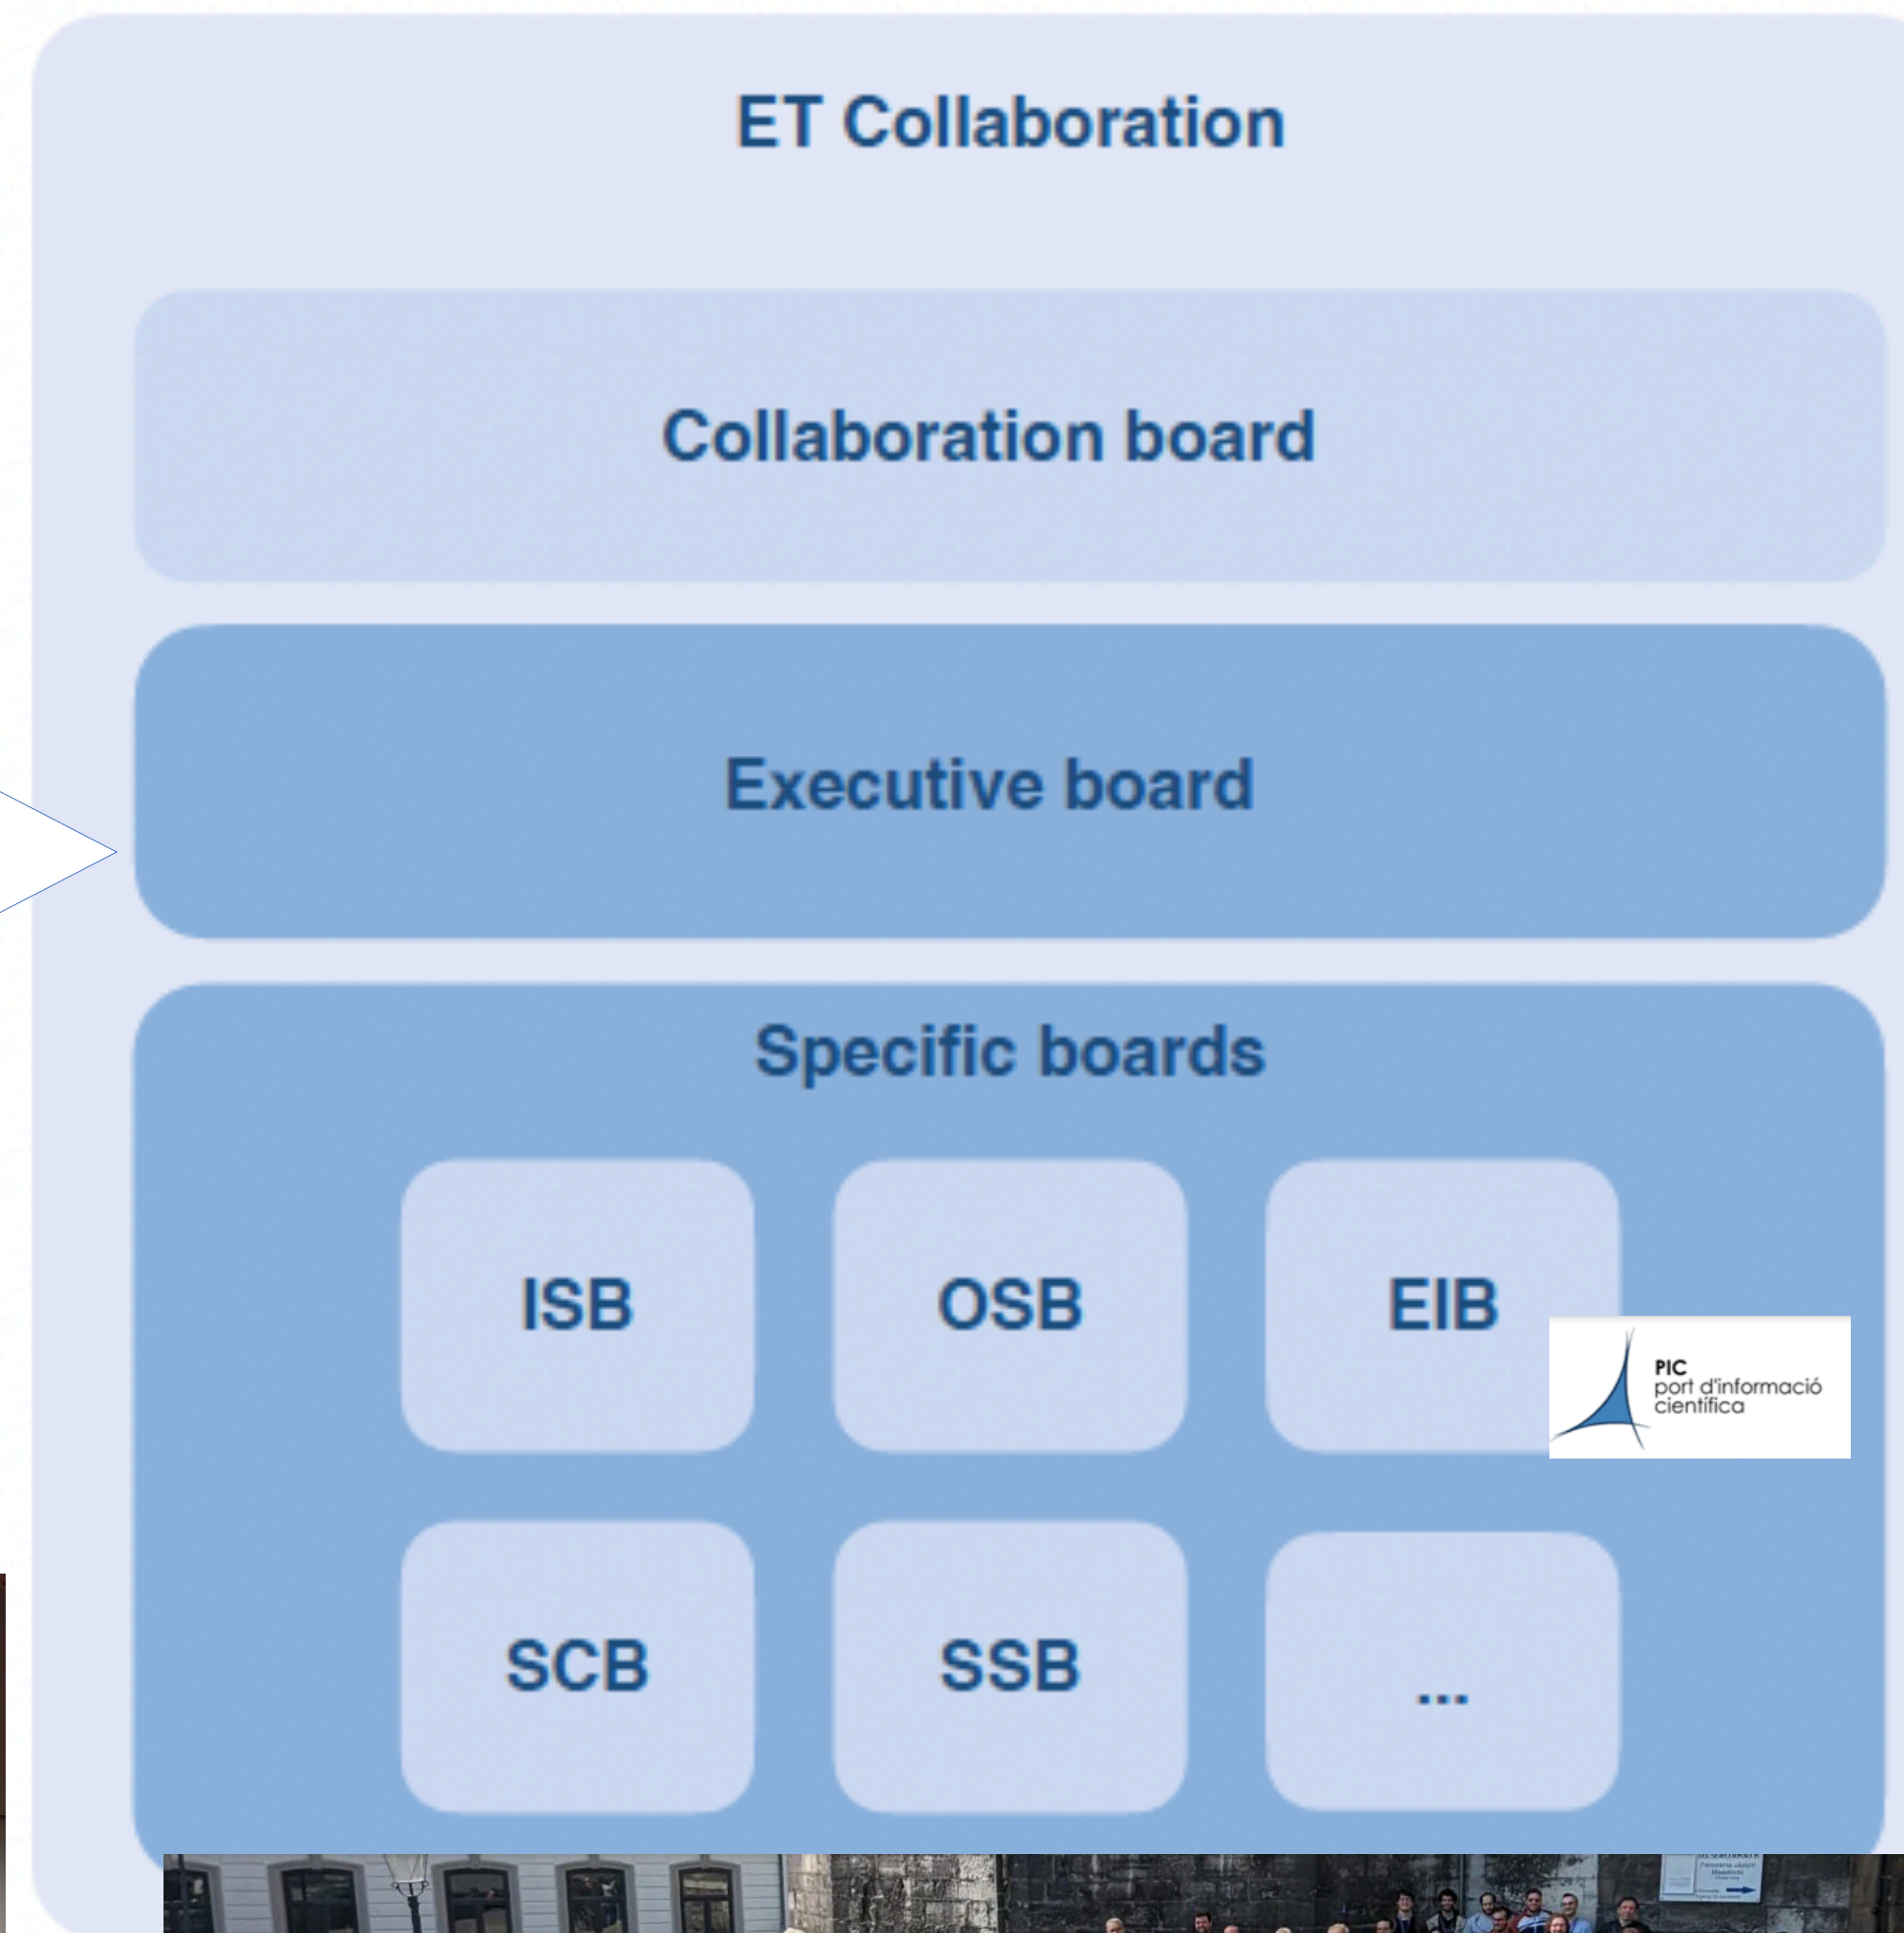 ET Collaboration
Collaboration board
Executive board
Specific boards
ISB
OSB
EIB
PIC
port d'informació
científica
SCB
SSB
...